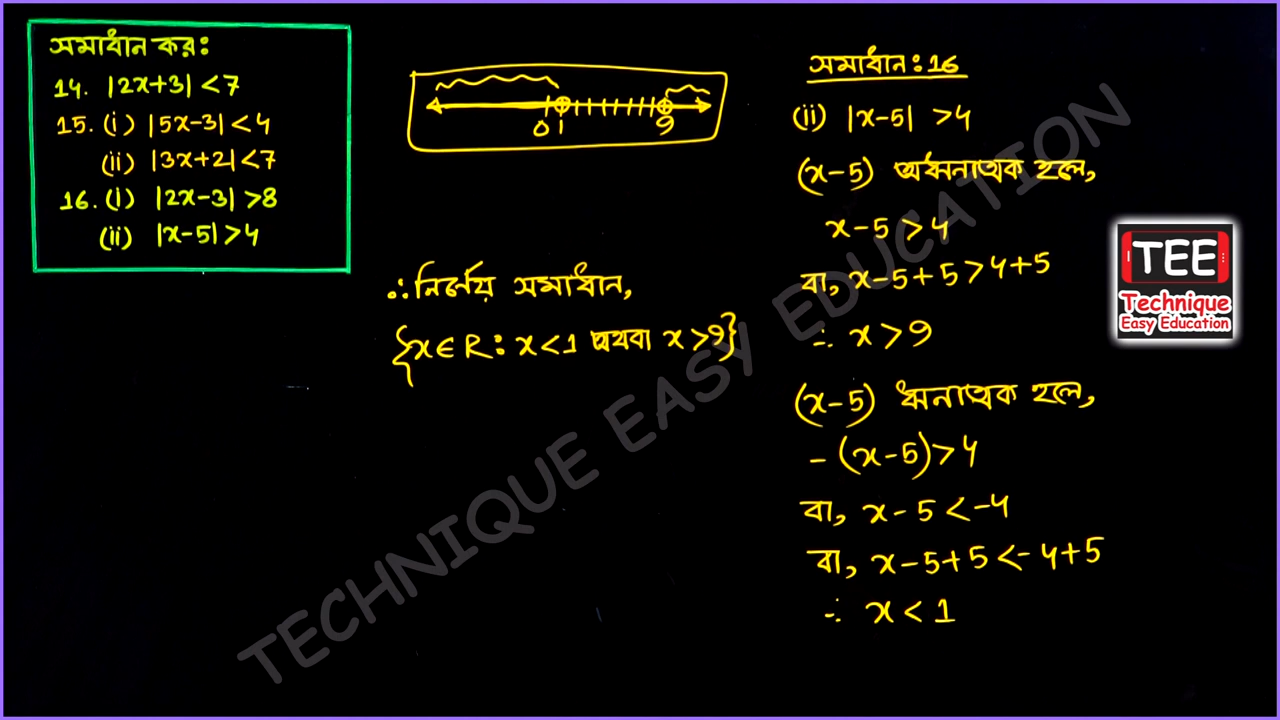 সমাধান কর:
14. |2x+3| <7
15. (i) |5x-3| <4
(ii) |3x+2| <7
16. (i) |2x-3| >8
(ii) |x-5| >4
0 1 9
∴ নির্ণেয় সমাধান,
{x∈R: x<1 অথবা x>9}
সমাধান: 16
(ii) |x-5| >4
(x-5) অঋনাত্মক হলে,
x-5 >4
বা, x-5+5 >4+5
∴ x >9
(x-5) ঋনাত্মক হলে,
-(x-5) >4
বা, x-5 <-4
বা, x-5+5 <-4+5
∴ x <1
TEE
Technique
Easy Education
TECHNIQUE EASY EDUCATION